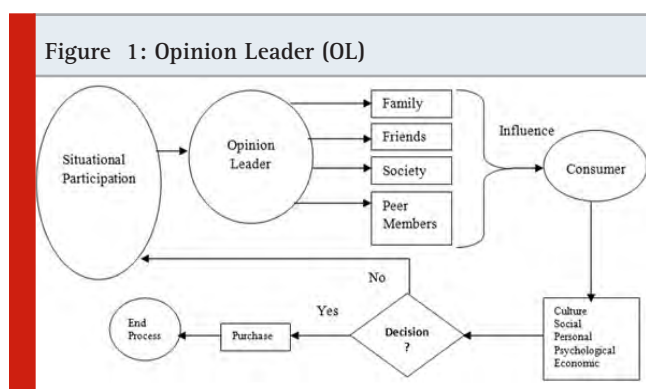 Figure 1: Opinion Leader (OL)
Situational
Participation
Opinion
Leader
Family
Friends
Society
Peer
Members
Influence
Consumer
Culture
Social
Personal
Psychological
Economic
Decision
?
No
Yes
Purchase
End
Process